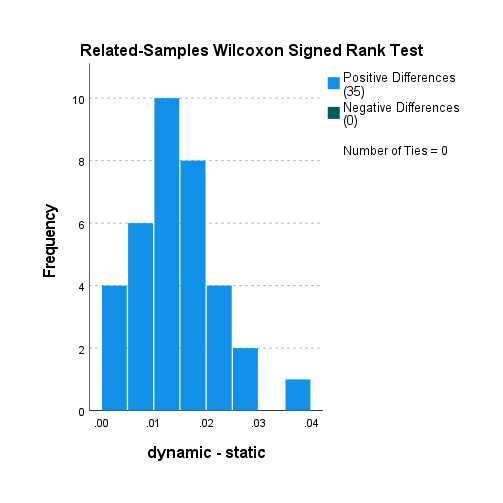 Related-Samples Wilcoxon Signed Rank Test
Positive Differences
(35)
Negative Differences
(0)
Number of Ties = 0
Frequency
10
8
6
4
2
0
.00 .01 .02 .03 .04
dynamic - static